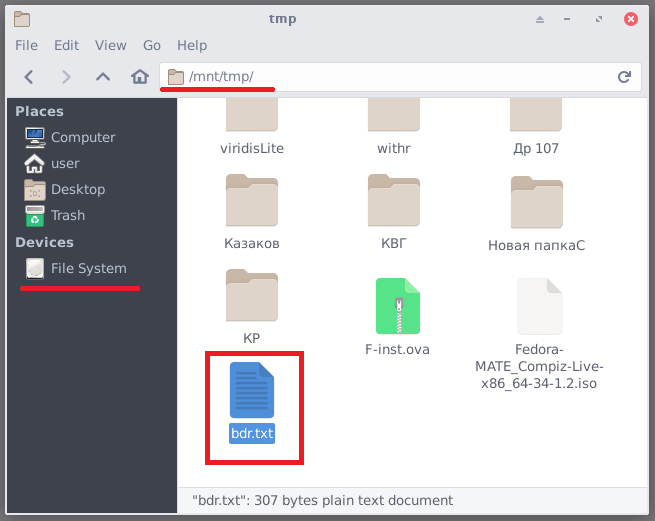 tmp
File Edit View Go Help
/mnt/tmp/
Places
Computer
user
Desktop
Trash
Devices
File System
viridisLite
withr
Др 107
Казаков
КВГ
Новая папкаС
КР
F-inst.ova
Fedora-
MATE_Compiz-Live-
x86_64-34-1.2.iso
bdr.txt
"bdr.txt": 307 bytes plain text document